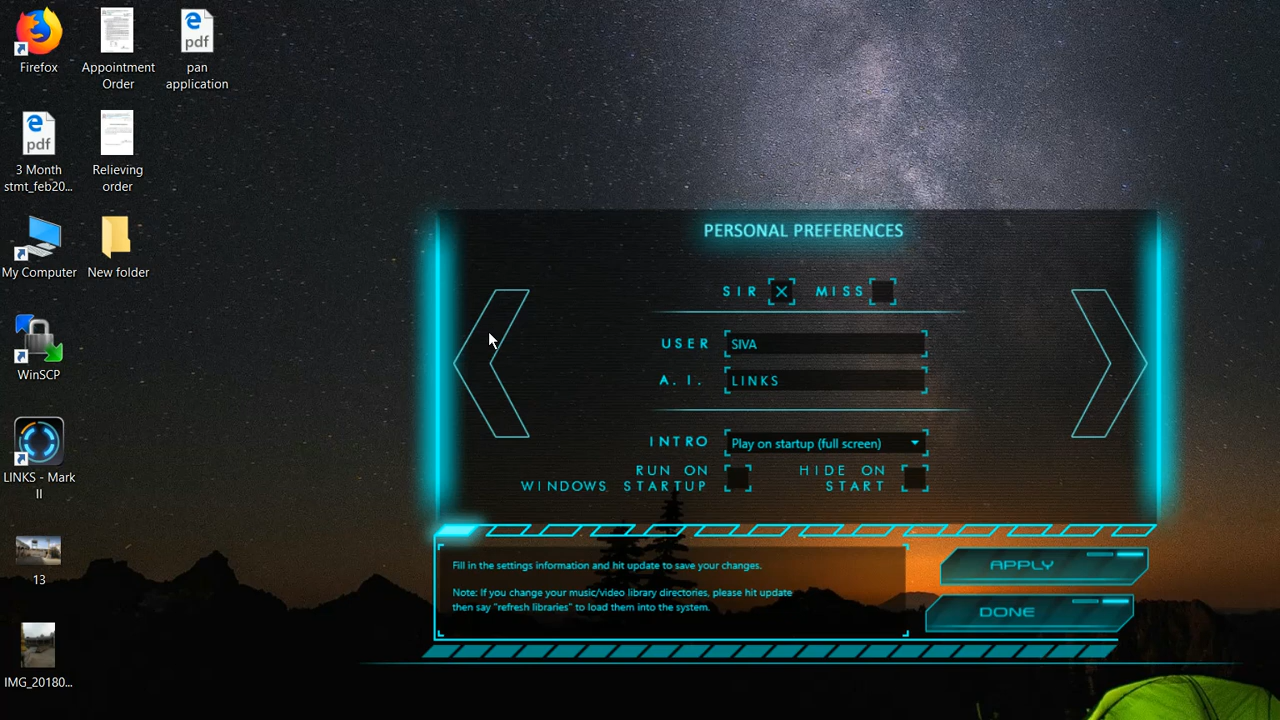 Firefox
Appointment
Order
pdf
pan
application
pdf
3 Month
stmt_feb20...
Relieving
order
My Computer
New folder
WinSCP
LINKS - Mark
II
13
IMG_20180...
PERSONAL PREFERENCES
SIR
MISS
USER
SIVA
A.I.
LINKS
INTRO
Play on startup (full screen)
RUN ON
WINDOWS STARTUP
HIDE ON
START
Fill in the settings information and hit update to save your changes.
Note: If you change your music/video library directories, please hit update
then say "refresh libraries" to load them into the system.
APPLY
DONE